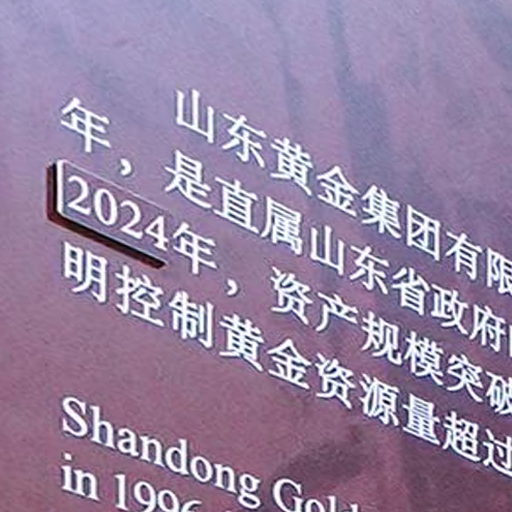 山东黄金集团有限
年，是直属山东省政府
2024年，资产规模突破
明控制黄金资源量超过
Shandong Gold
in 1996